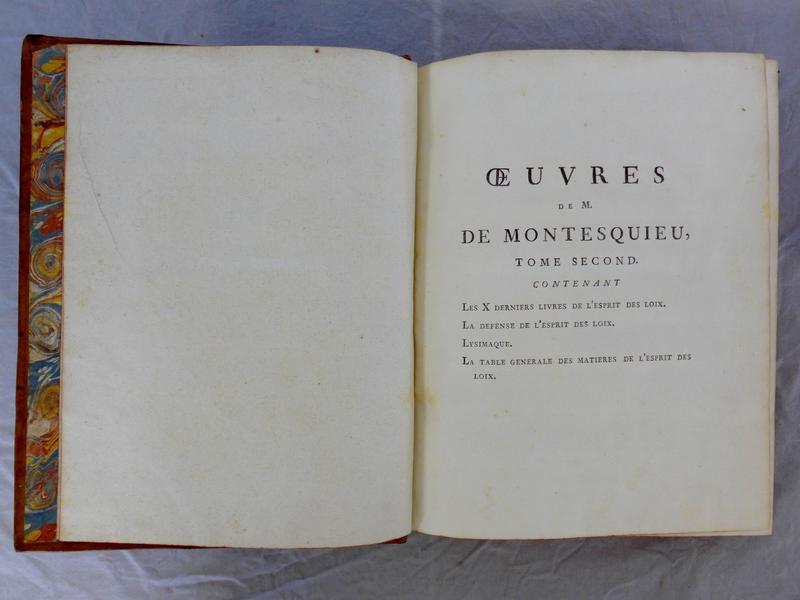 ŒUVRES
DE M.
DE MONTESQUIEU,
TOME SECOND.
CONTENANT
LES X DERNIERS LIVRES DE L'ESPRIT DES LOIX.
LA DEFENSE DE L'ESPRIT DES LOIX.
LYSIMAQUE.
LA TABLE GENERALE DES MATIERES DE L'ESPRIT DES
LOIX.